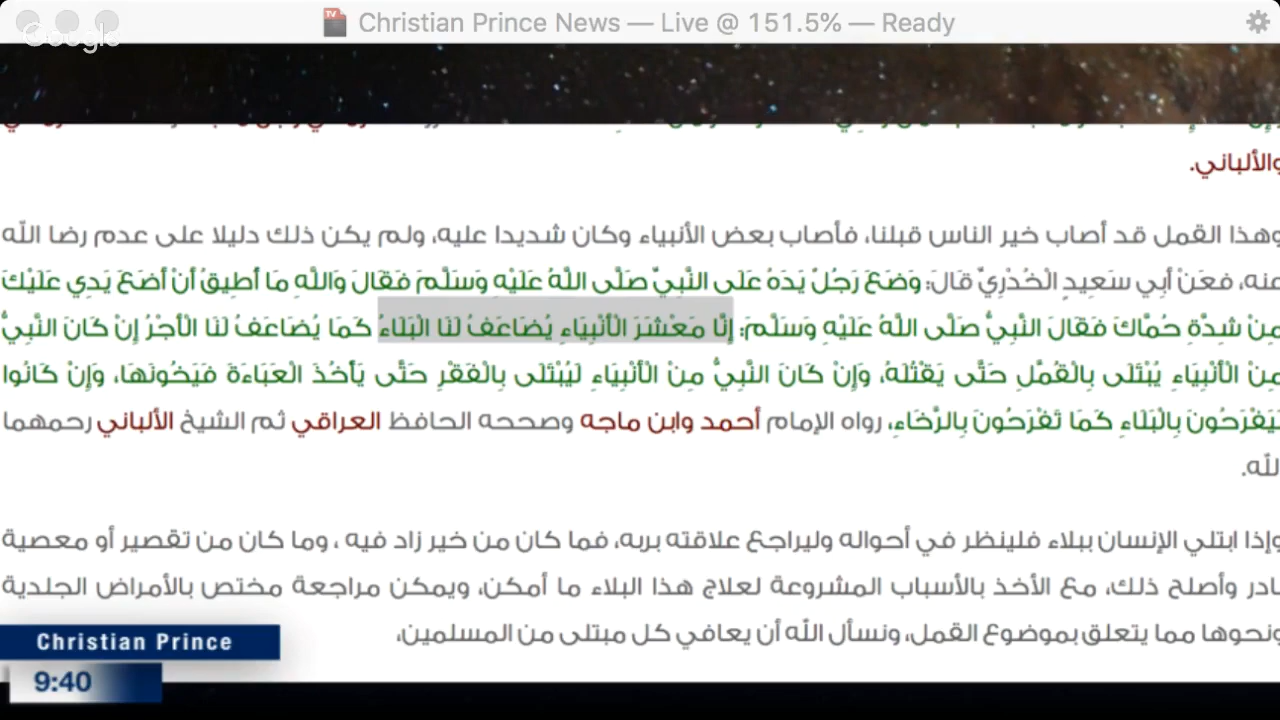 Christian Prince News — Live @ 151.5% — Ready
Google
والألباني.
وهذا القمل قد أصاب خير الناس قبلنا، فأصاب بعض الأنبياء وكان شديدا عليه، ولم يكن ذلك دليلا على عدم رضا الله
عنه، فعَنْ أَبِي سَعِيدٍ الْخُدْرِيِّ قَالَ: وَضَعَ رَجُلٌ يَدَهُ عَلَى النَّبِيِّ صَلَّى اللَّهُ عَلَيْهِ وَسَلَّمَ فَقَالَ وَاللَّهِ مَا أُطِيقُ أَنْ أَضَعَ يَدِي عَلَيْكَ
مِنْ شِدَّةِ حُمَّاكَ فَقَالَ النَّبِيُّ صَلَّى اللَّهُ عَلَيْهِ وَسَلَّمَ: إِنَّا مَعْشَرَ الْأَنْبِيَاءِ يُضَاعَفُ لَنَا الْبَلَاءُ كَمَا يُضَاعَفُ لَنَا الْأَجْرُ إِنْ كَانَ النَّبِيُّ
مِنْ الْأَنْبِيَاءِ يُبْتَلَى بِالْقُمَّلِ حَتَّى يَقْتُلَهُ، وَإِنْ كَانَ النَّبِيُّ مِنْ الْأَنْبِيَاءِ لَيُبْتَلَى بِالْفَقْرِ حَتَّى يَأْخُذَ الْعَبَاءَةَ فَيَخُونَهَا، وَإِنْ كَانُوا
لَيَفْرَحُونَ بِالْبَلَاءِ كَمَا تَفْرَحُونَ بِالرَّخَاءِ، رواه الإمام أحمد وابن ماجه وصححه الحافظ العراقي ثم الشيخ الألباني رحمهما
الله.
وإذا ابتلي الإنسان ببلاء فلينظر في أحواله وليراجع علاقته بربه، فما كان من خير زاد فيه ، وما كان من تقصير أو معصية
بادر وأصلح ذلك، مع الأخذ بالأسباب المشروعة لعلاج هذا البلاء ما أمكن، ويمكن مراجعة مختص بالأمراض الجلدية
ونحوها مما يتعلق بموضوع القمل، ونسأل الله أن يعافي كل مبتلى من المسلمين،
Christian Prince
9:40